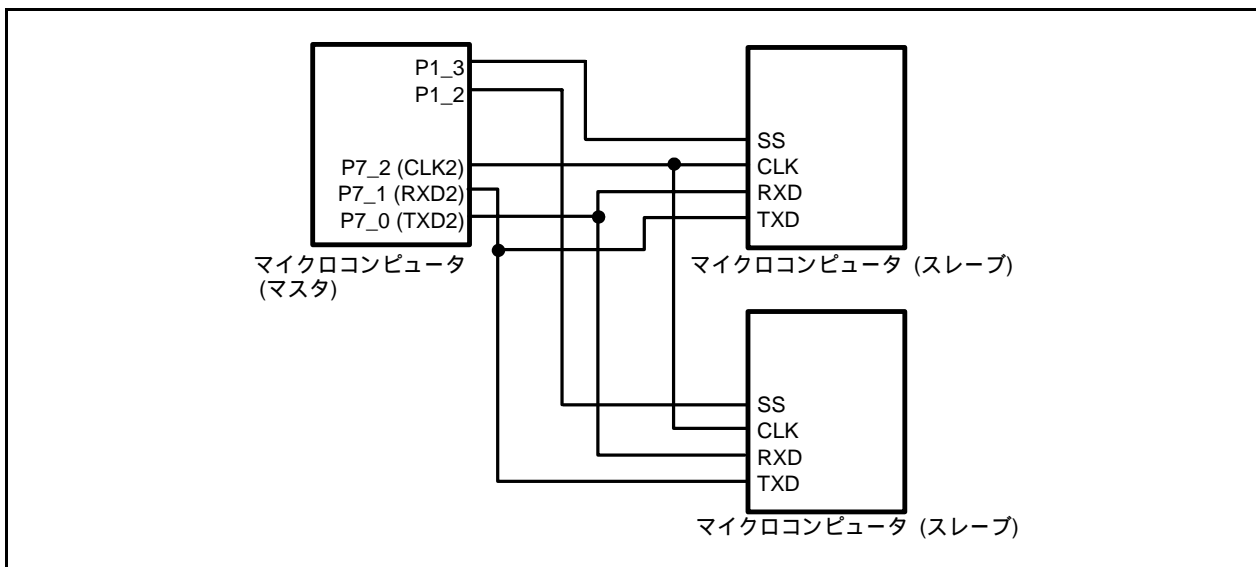 P1_3
P1_2
P7_2 (CLK2)
P7_1 (RXD2)
P7_0 (TXD2)
マイクロコンピュータ
(マスタ)
SS
CLK
RXD
TXD
マイクロコンピュータ (スレーブ)
SS
CLK
RXD
TXD
マイクロコンピュータ (スレーブ)